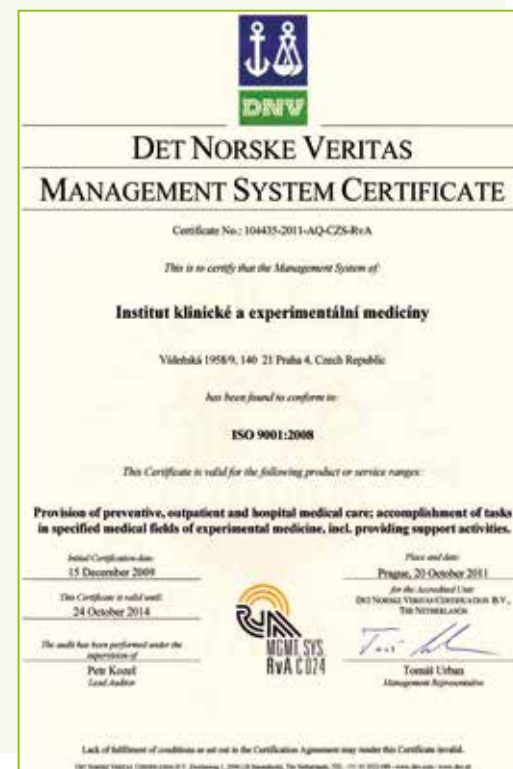 DNV
DET NORSKE VERITAS
MANAGEMENT SYSTEM CERTIFICATE
Certificate No.: 104435-2011-AQ-CZS-RvA
This is to certify that the Management System of:
Institut klinické a experimentální medicíny
Vídeňská 1958/9, 140 21 Praha 4, Czech Republic
has been found to conform to:
ISO 9001:2008
This Certificate is valid for the following product or service ranges:
Provision of preventive, outpatient and hospital medical care; accomplishment of tasks
in specified medical fields of experimental medicine, incl. providing support activities.
Initial Certification date:
15 December 2009
This Certificate is valid until:
24 October 2014
The audit has been performed under the
supervision of
Petr Kozel
Lead Auditor
RvA
MGMT. SYS.
RvA C 024
Place and date:
Prague, 20 October 2011
for the Accredited Unit:
DET NORSKE VERITAS CERTIFICATION B.V.,
THE NETHERLANDS
Tomáš Urban
Management Representative
Lack of fulfilment of conditions as set out in the Certification Agreement may render this Certificate invalid.